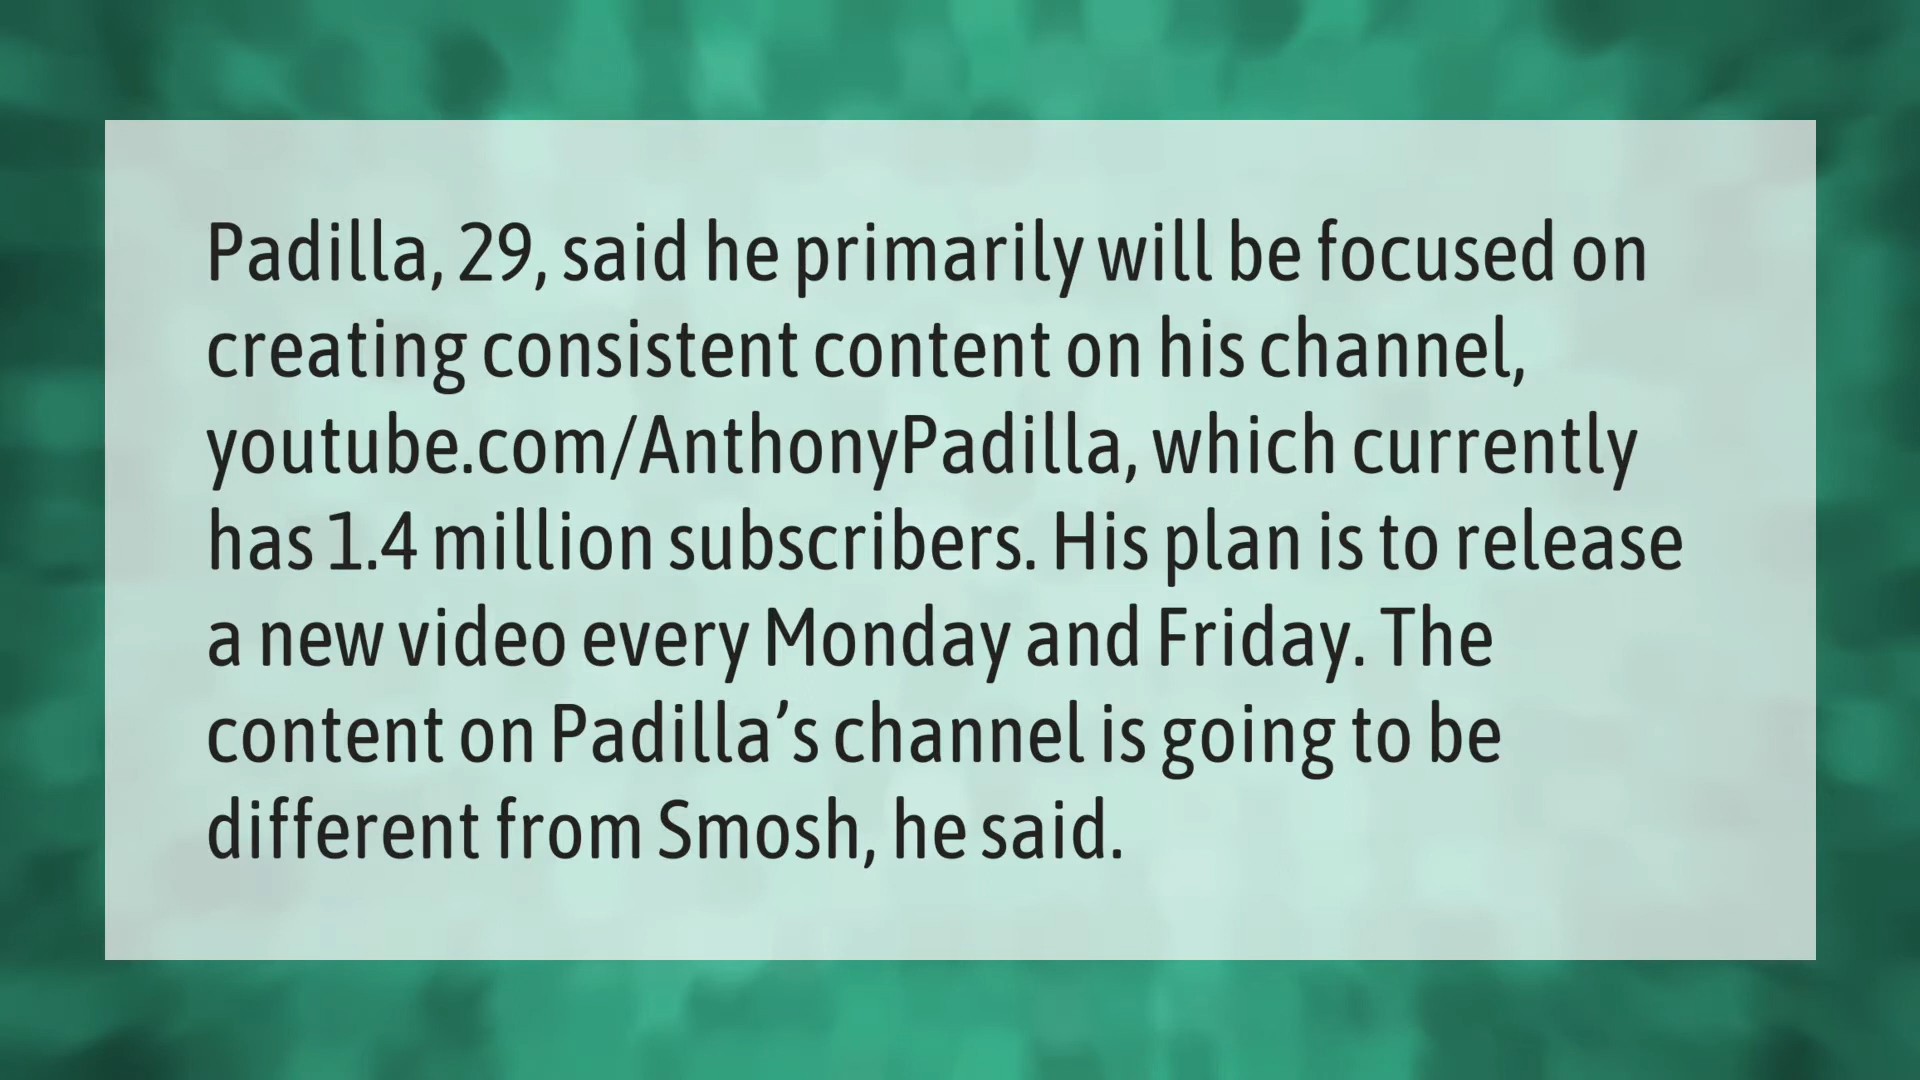 Padilla, 29, said he primarily will be focused on
creating consistent content on his channel,
youtube.com/AnthonyPadilla, which currently
has 1.4 million subscribers. His plan is to release
a new video every Monday and Friday. The
content on Padilla’s channel is going to be
different from Smosh, he said.